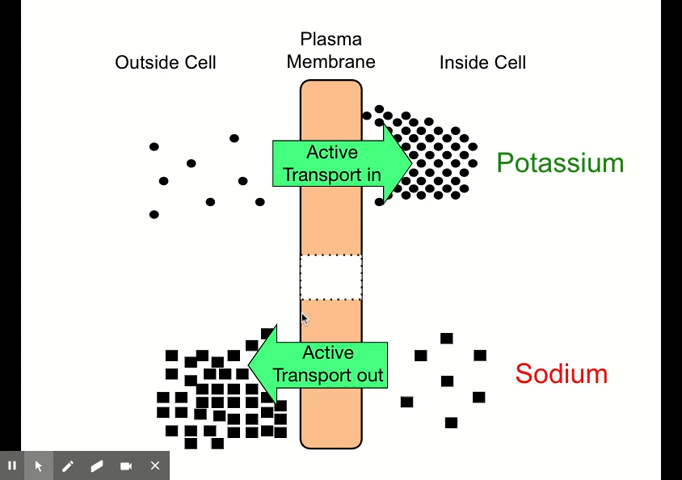 Plasma
Membrane
Outside Cell
Inside Cell
Active
Transport in
Potassium
Active
Transport out
Sodium